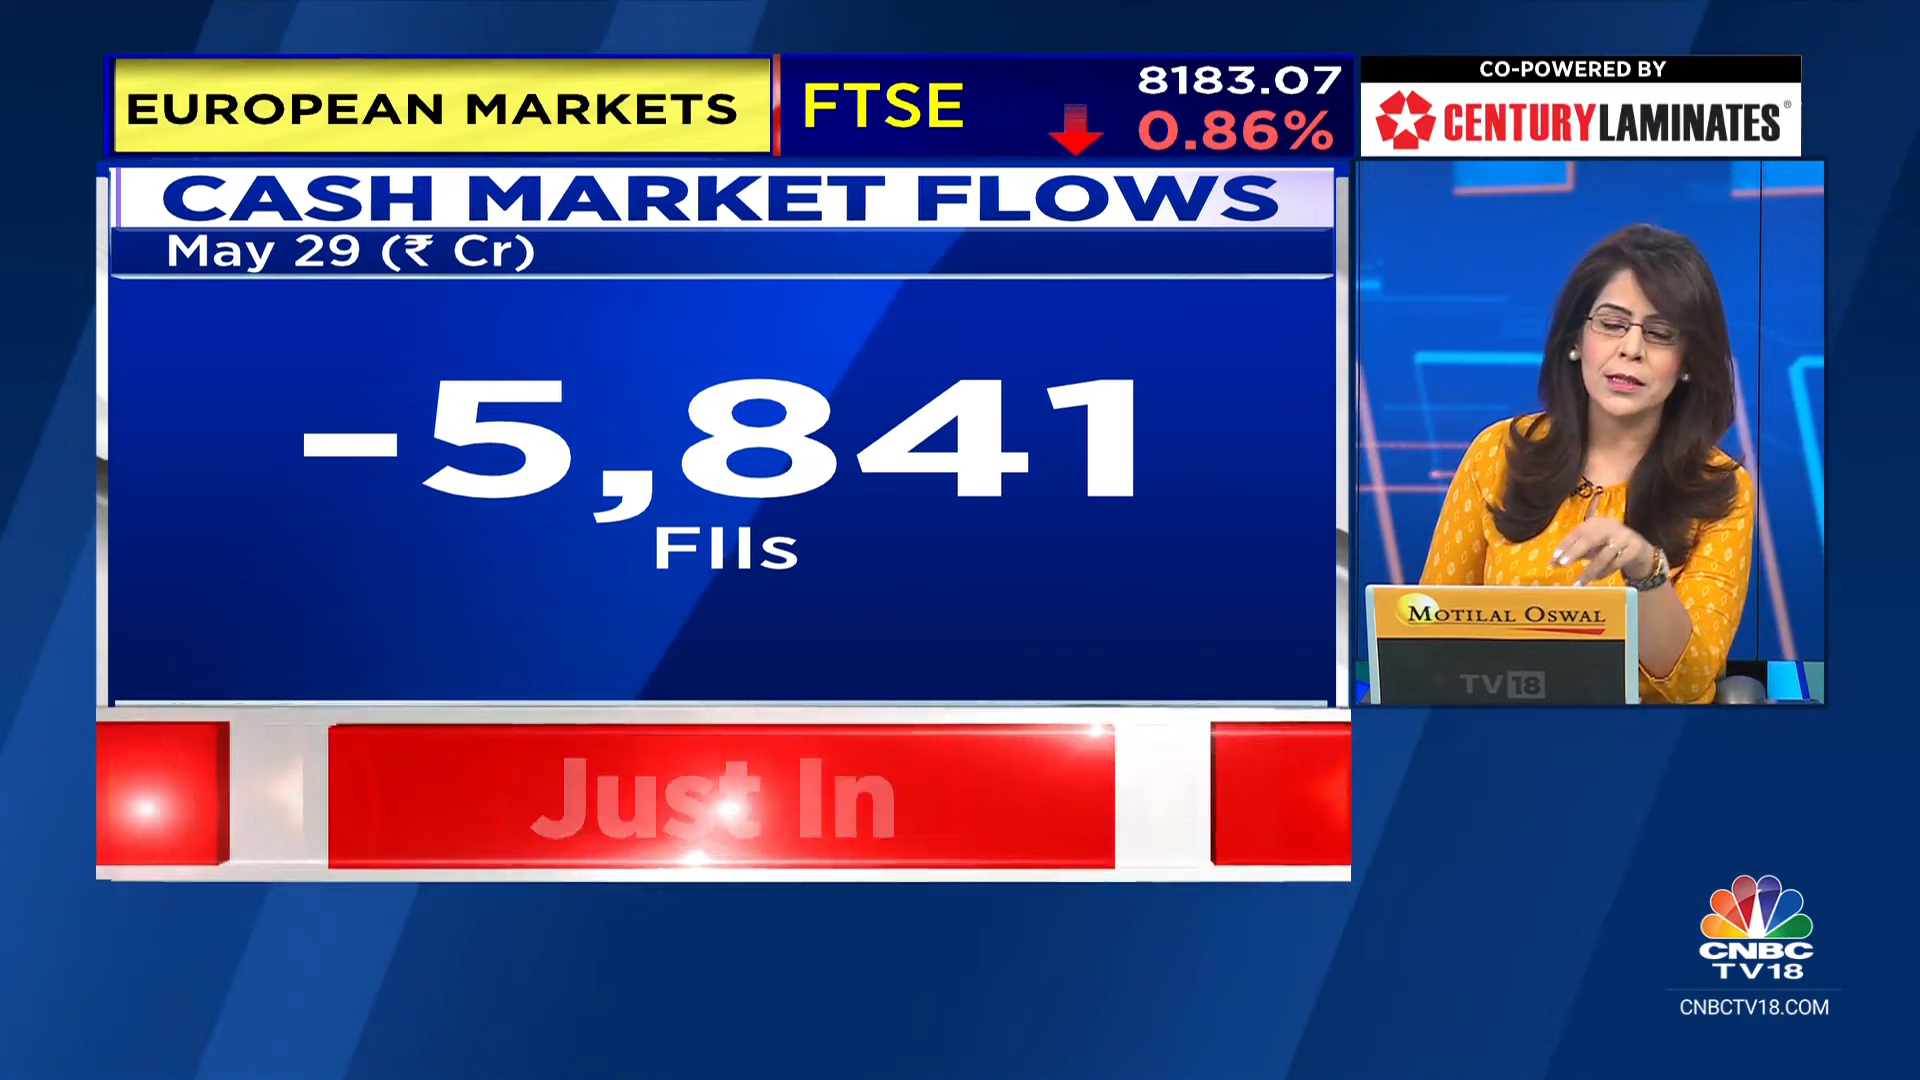 EUROPEAN MARKETS
FTSE
8183.07
0.86%
CO-POWERED BY
CENTURYLAMINATES®
CASH MARKET FLOWS
May 29 (₹ Cr)
-5,841
FIIs
MOTILAL OSWAL
TV18
Just In
CNBC
TV18
CNBCTV18.COM